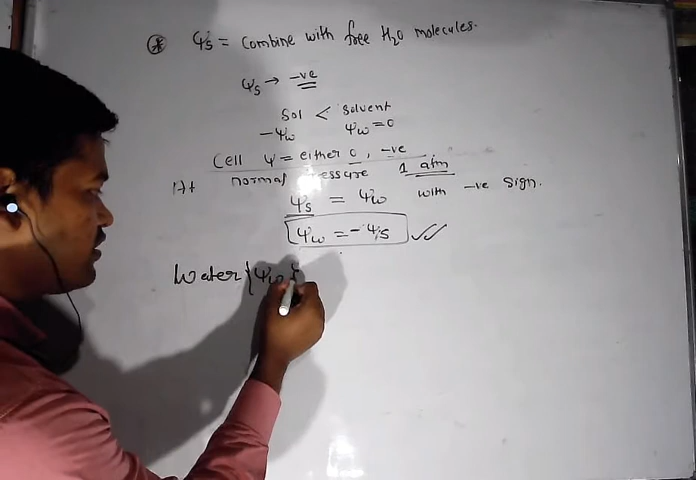 * Ψs = Combine with free H₂O molecules.
Ψs → -ve
Sol < Solvent
-Ψw Ψw = 0
Cell Ψ = either 0, -ve
At normal pressure 1 atm
Ψs = Ψw with -ve sign.
Ψw = -Ψs ✓✓
Water {Ψw}